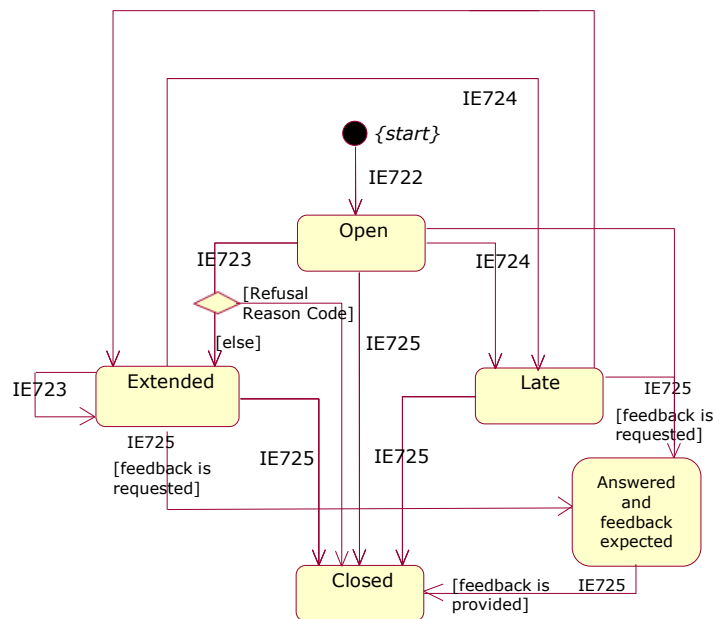 IE724
{start}
IE722
Open
IE723
IE724
[Refusal
Reason Code]
IE725
[else]
Extended
Late
IE723
IE725
[feedback is
requested]
IE725
[feedback is
requested]
IE725
IE725
Answered
and
feedback
expected
Closed
[feedback is
provided]
IE725